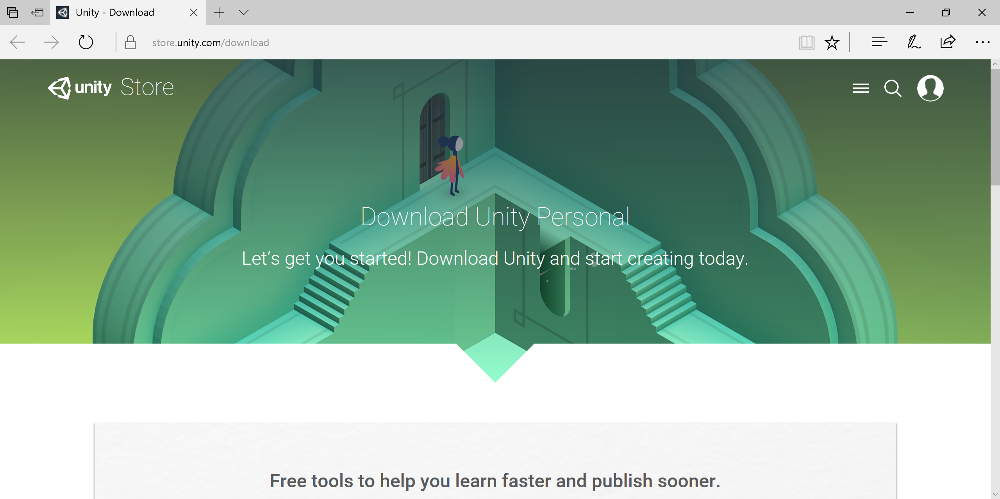 Unity - Download
store.unity.com/download
unity Store
Download Unity Personal
Let’s get you started! Download Unity and start creating today.
Free tools to help you learn faster and publish sooner.